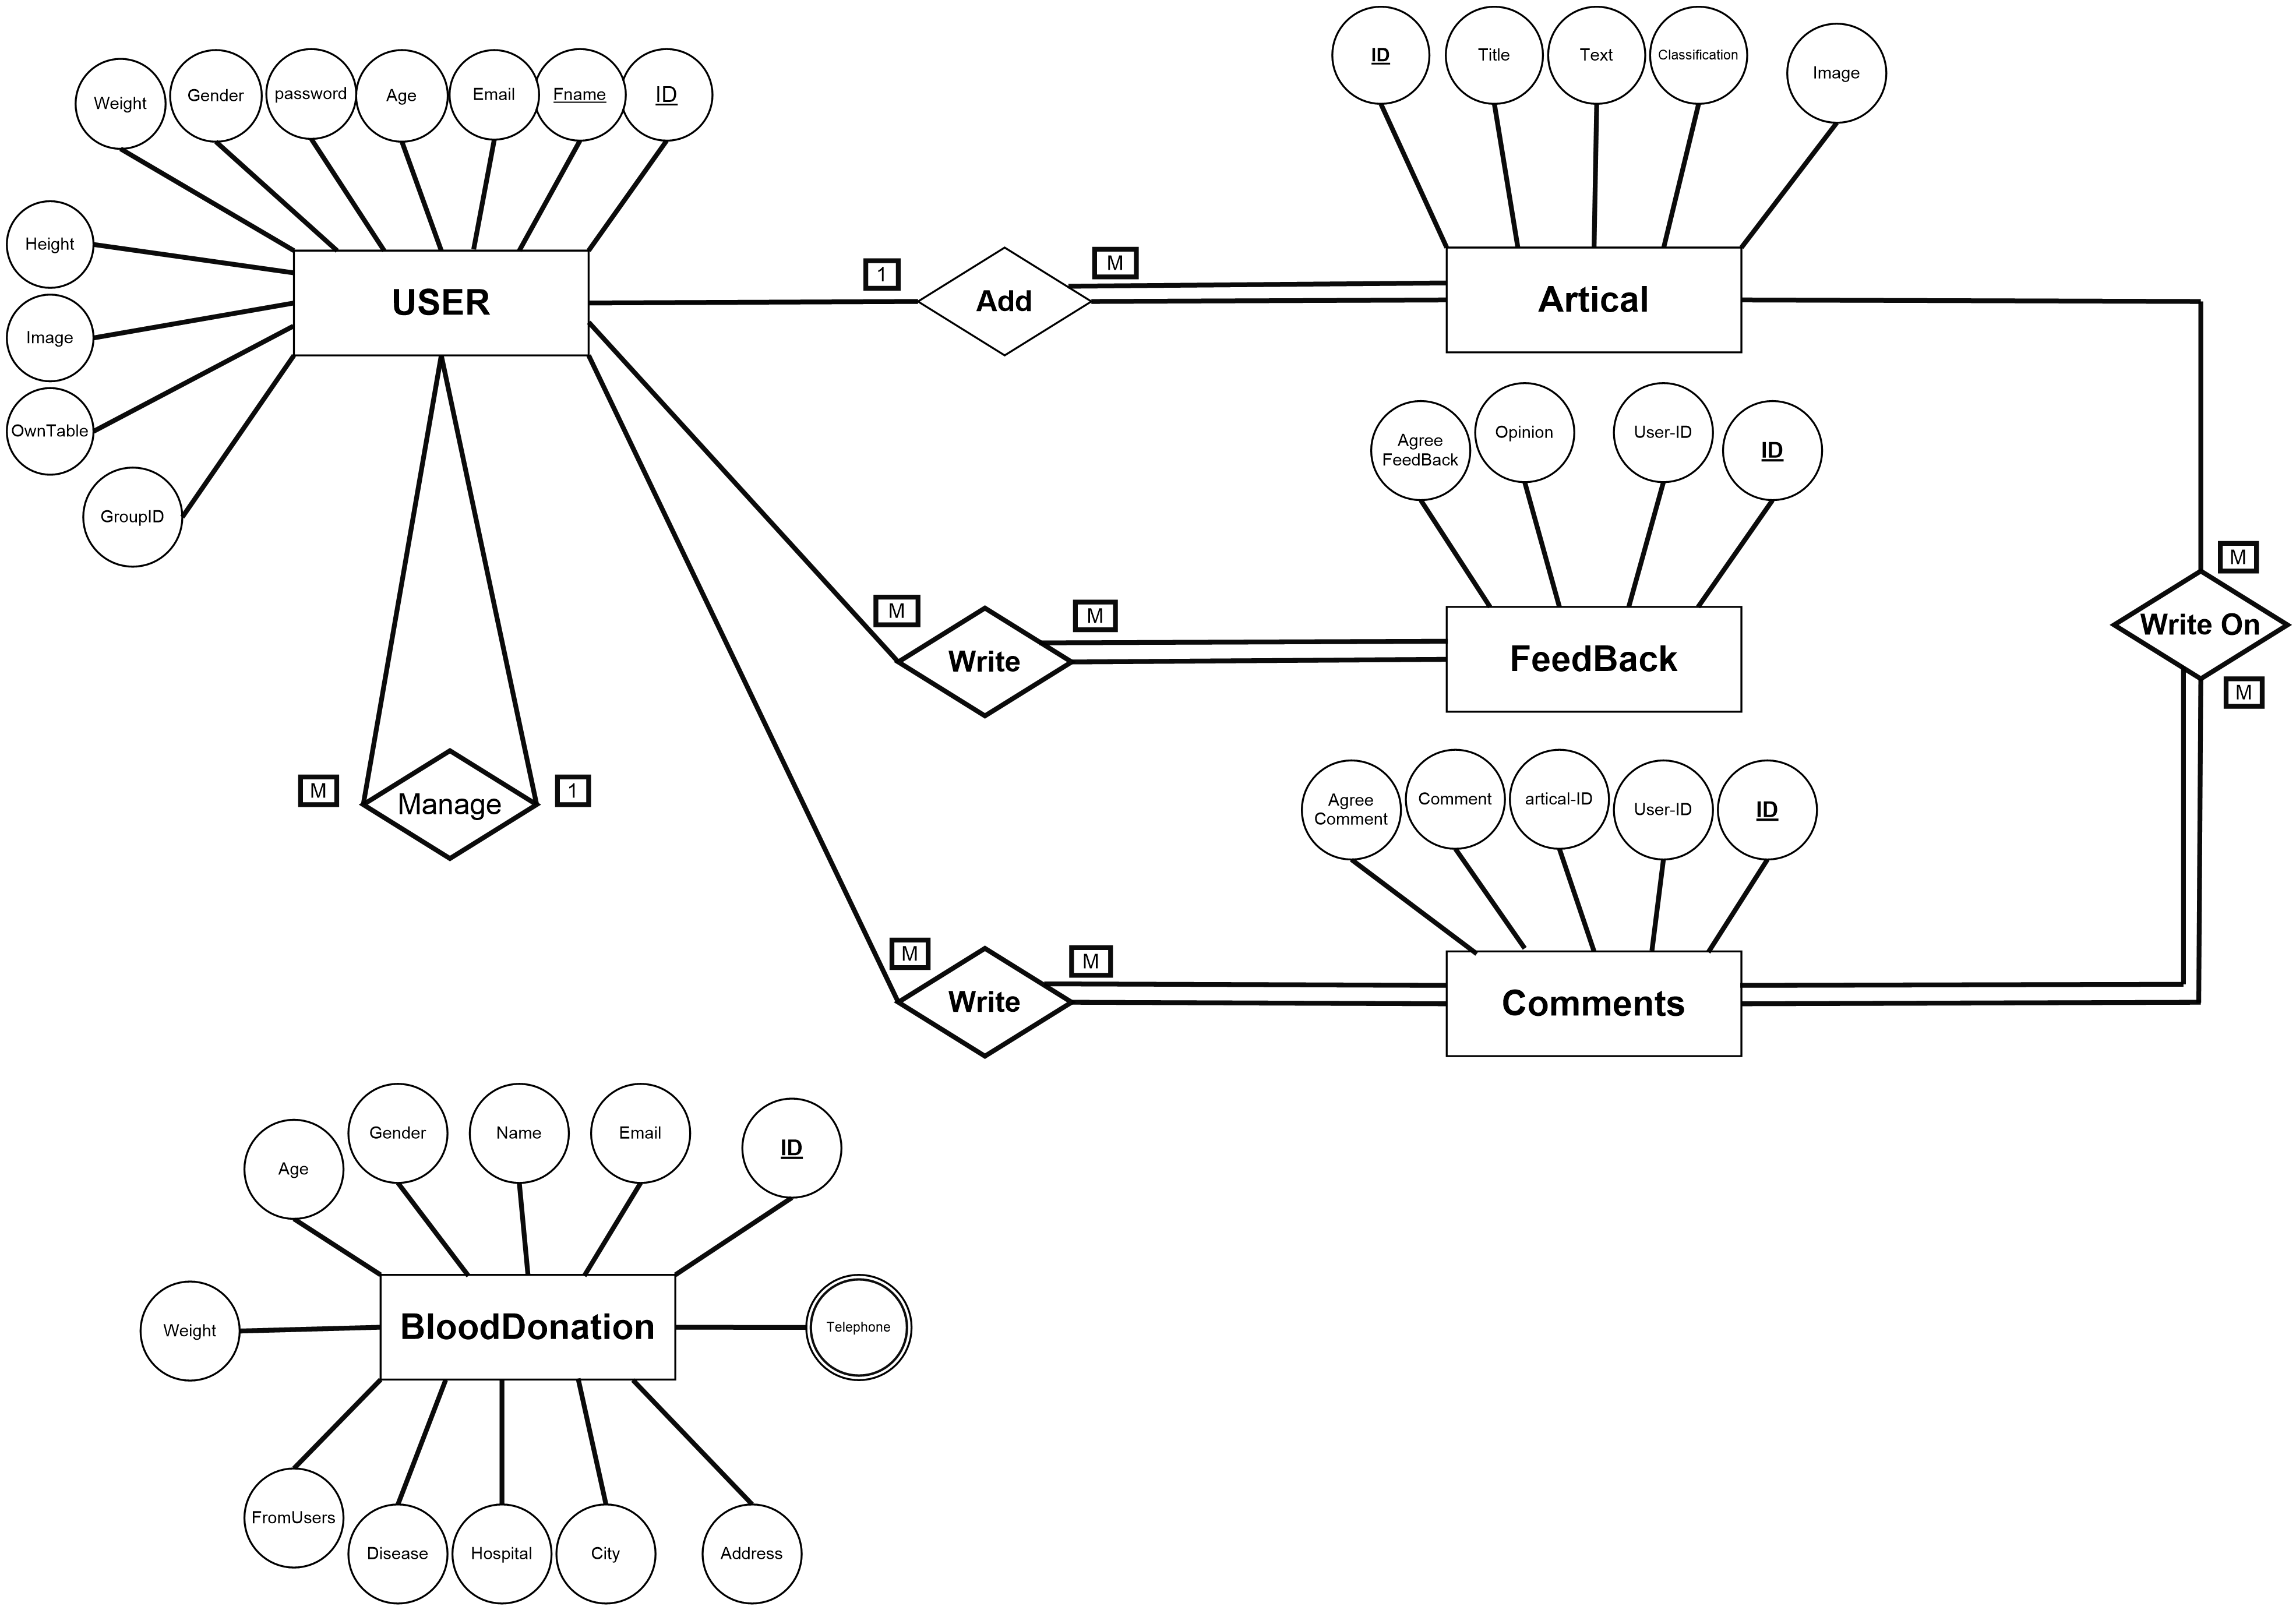 Weight
Gender
password
Age
Email
Fname
ID
Height
Image
OwnTable
GroupID
USER
1
Add
M
ID
Title
Text
Classification
Image
Artical
Agree
FeedBack
Opinion
User-ID
ID
M
Write
M
FeedBack
M
Write On
M
M
Manage
1
Agree
Comment
Comment
artical-ID
User-ID
ID
M
Write
M
Comments
Age
Gender
Name
Email
ID
Weight
BloodDonation
Telephone
FromUsers
Disease
Hospital
City
Address